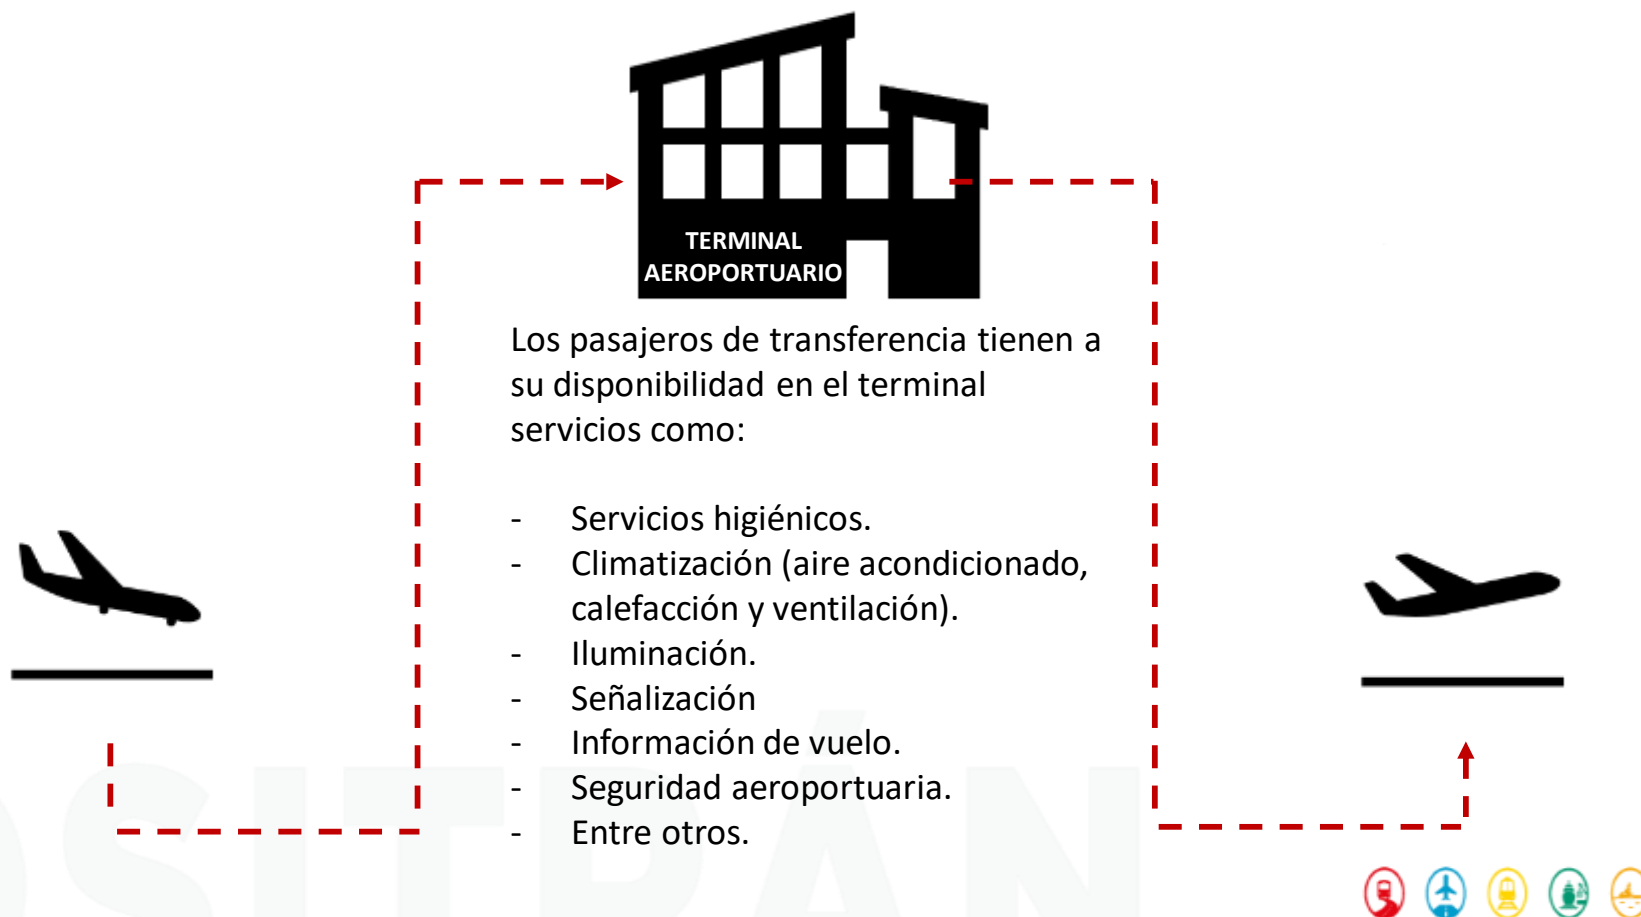 TERMINAL
AEROPORTUARIO
Los pasajeros de transferencia tienen a
su disponibilidad en el terminal
servicios como:
- Servicios higiénicos.
- Climatización (aire acondicionado,
calefacción y ventilación).
- Iluminación.
- Señalización
- Información de vuelo.
- Seguridad aeroportuaria.
- Entre otros.
OSITRÁN